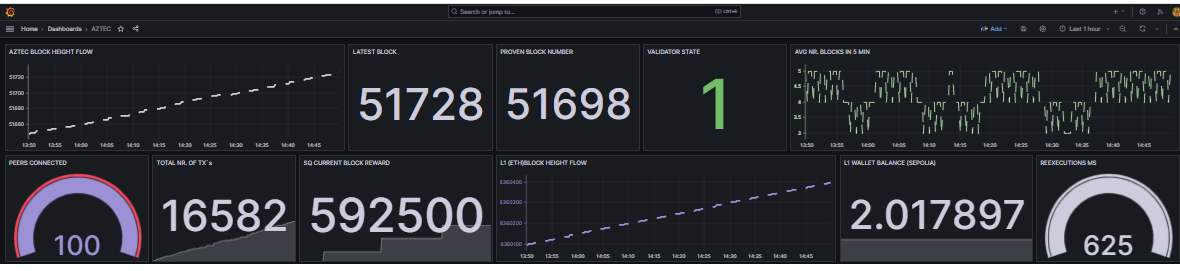 Search or jump to... ctrl+k
Home > Dashboards > AZTEC
Add
Last 1 hour
AZTEC BLOCK HEIGHT FLOW
51720
51700
51680
51660
13:50 13:55 14:00 14:05 14:10 14:15 14:20 14:25 14:30 14:35 14:40 14:45
LATEST BLOCK
51728
PROVEN BLOCK NUMBER
51698
VALIDATOR STATE
1
AVG NR. BLOCKS IN 5 MIN
5
4.5
4
3.5
3
13:50 13:55 14:00 14:05 14:10 14:15 14:20 14:25 14:30 14:35 14:40 14:45
PEERS CONNECTED
100
TOTAL NR. OF TX`s
16582
SQ CURRENT BLOCK REWARD
592500
L1 (ETH)BLOCK HEIGHT FLOW
8360400
8360300
8360200
8360100
13:50 13:55 14:00 14:05 14:10 14:15 14:20 14:25 14:30 14:35 14:40 14:45
L1 WALLET BALANCE (SEPOLIA)
2.017897
REEXECUTIONS MS
625